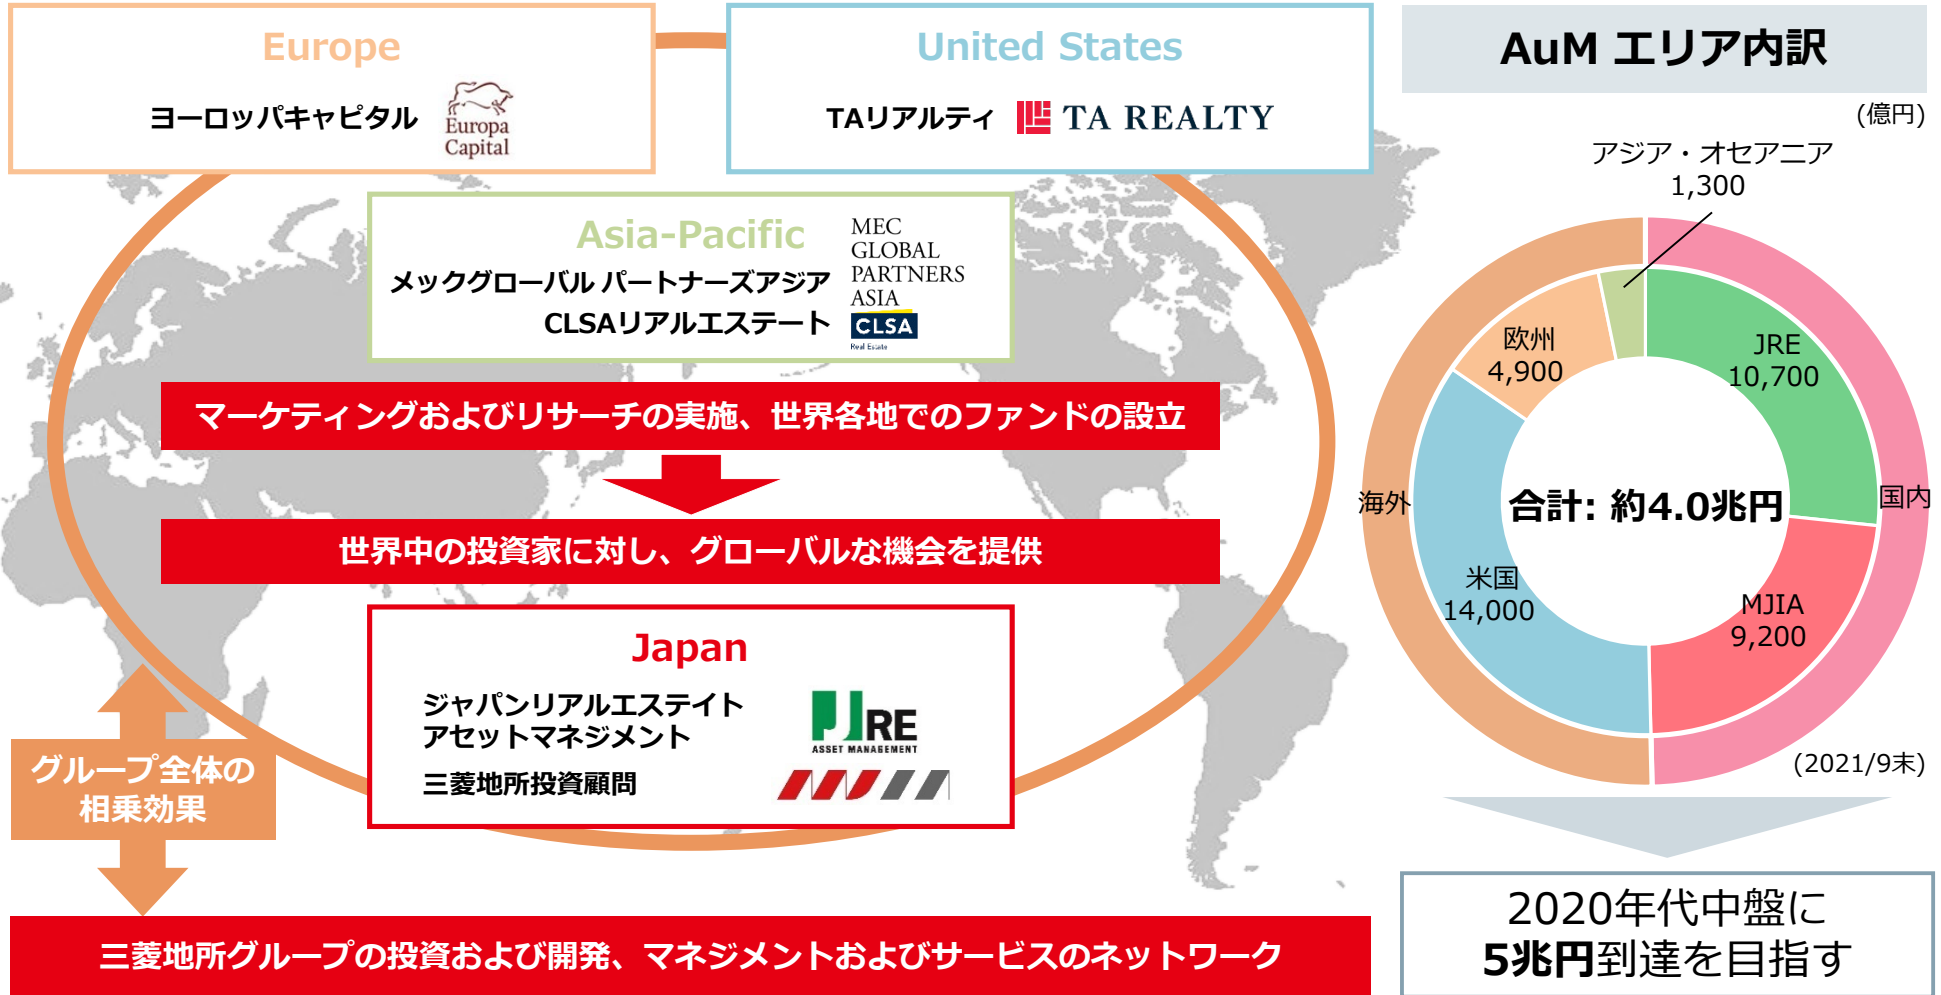 Europe
ヨーロッパキャピタル
Europa
Capital
United States
TAリアルティ
TA REALTY
Asia-Pacific
メックグローバル パートナーズアジア
CLSAリアルエステート
MEC
GLOBAL
PARTNERS
ASIA
CLSA
Real Estate
マーケティングおよびリサーチの実施、世界各地でのファンドの設立
世界中の投資家に対し、グローバルな機会を提供
Japan
ジャパンリアルエステイト
アセットマネジメント
JRE
ASSET MANAGEMENT
三菱地所投資顧問
グループ全体の
相乗効果
三菱地所グループの投資および開発、マネジメントおよびサービスのネットワーク
AuM エリア内訳
(億円)
アジア・オセアニア
1,300
欧州
4,900
JRE
10,700
海外
合計: 約4.0兆円
国内
米国
14,000
MJIA
9,200
(2021/9末)
2020年代中盤に
5兆円到達を目指す